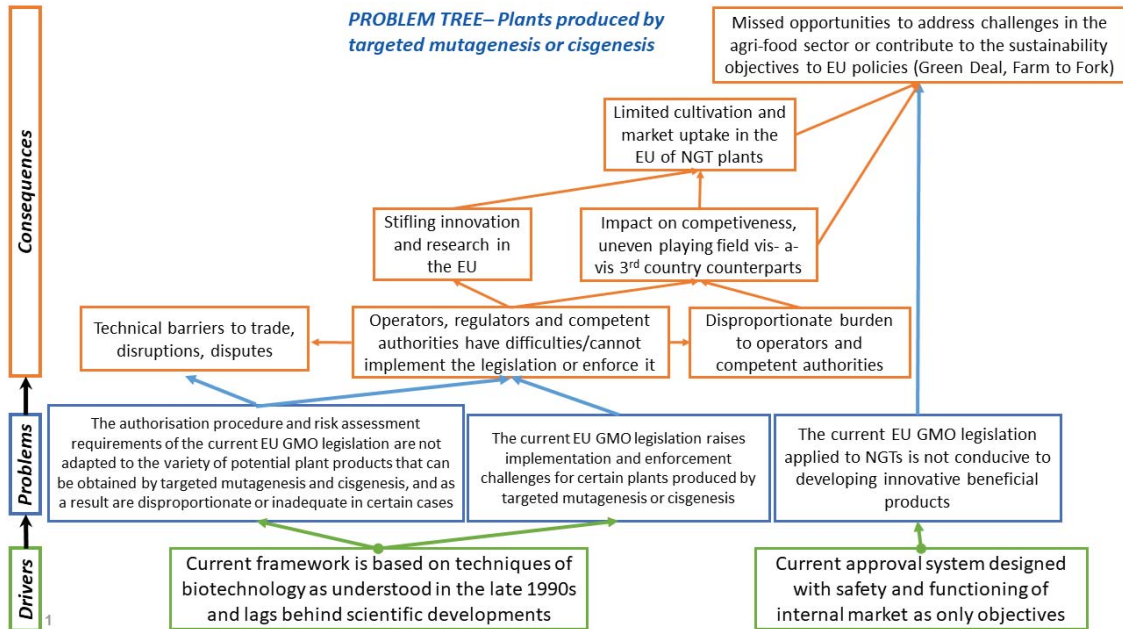 PROBLEM TREE– Plants produced by
targeted mutagenesis or cisgenesis
Missed opportunities to address challenges in the
agri-food sector or contribute to the sustainability
objectives to EU policies (Green Deal, Farm to Fork)
Consequences
Limited cultivation and
market uptake in the
EU of NGT plants
Stifling innovation
and research in
the EU
Impact on competiveness,
uneven playing field vis- a-
vis 3rd country counterparts
Technical barriers to trade,
disruptions, disputes
Operators, regulators and competent
authorities have difficulties/cannot
implement the legislation or enforce it
Disproportionate burden
to operators and
competent authorities
Problems
The authorisation procedure and risk assessment
requirements of the current EU GMO legislation are not
adapted to the variety of potential plant products that can
be obtained by targeted mutagenesis and cisgenesis, and as
a result are disproportionate or inadequate in certain cases
The current EU GMO legislation raises
implementation and enforcement
challenges for certain plants produced by
targeted mutagenesis or cisgenesis
The current EU GMO legislation
applied to NGTs is not conducive to
developing innovative beneficial
products
Drivers
Current framework is based on techniques of
biotechnology as understood in the late 1990s
and lags behind scientific developments
Current approval system designed
with safety and functioning of
internal market as only objectives
1